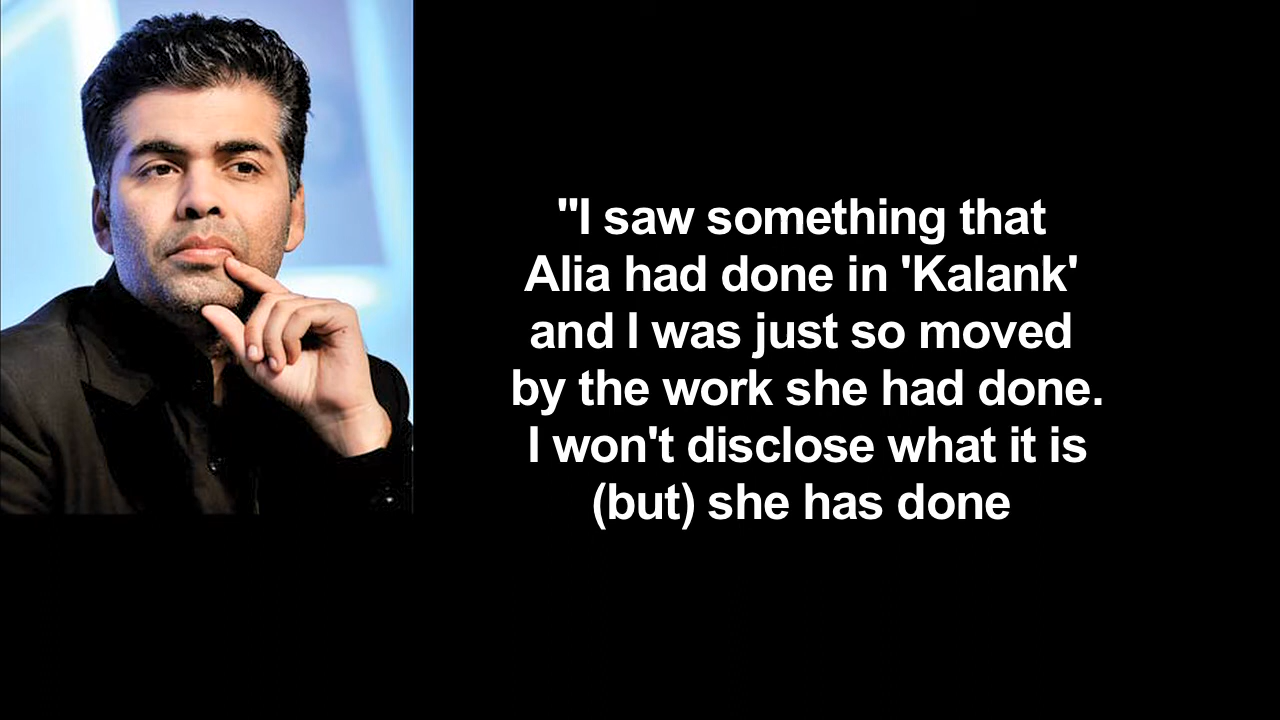 "I saw something that
Alia had done in 'Kalank'
and I was just so moved
by the work she had done.
I won't disclose what it is
(but) she has done